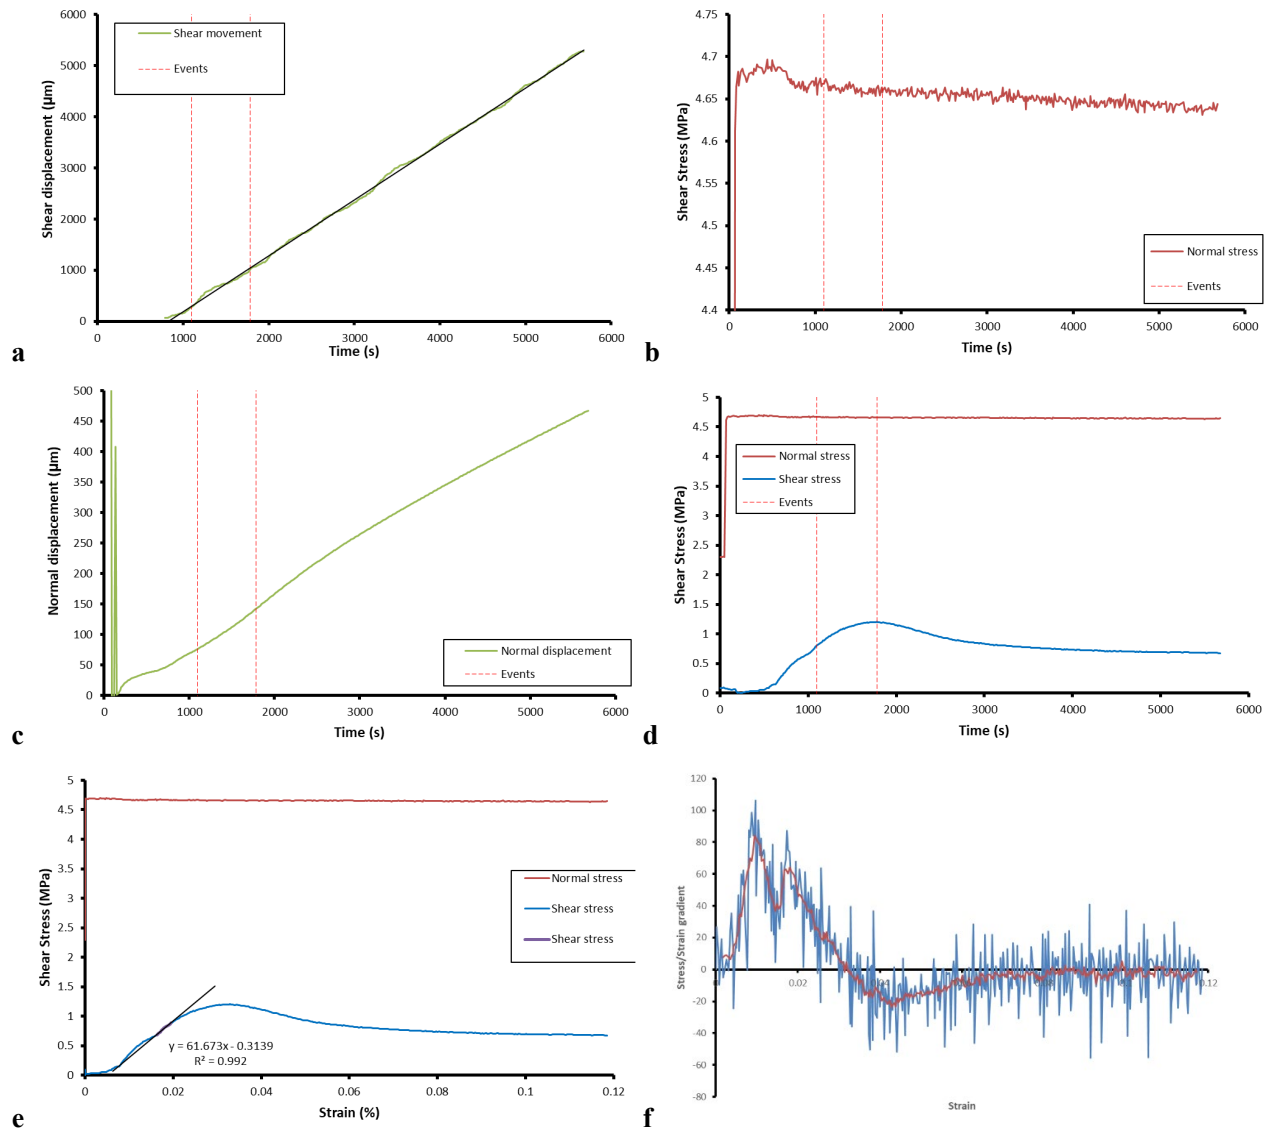 6000
5000
4000
3000
2000
1000
0
0 1000 2000 3000 4000 5000 6000
Shear displacement (µm)
Time (s)
Shear movement
Events
a
4.75
4.7
4.65
4.6
4.55
4.5
4.45
4.4
0 1000 2000 3000 4000 5000 6000
Shear Stress (MPa)
Time (s)
Normal stress
Events
b
500
450
400
350
300
250
200
150
100
50
0
0 1000 2000 3000 4000 5000 6000
Normal displacement (µm)
Time (s)
Normal displacement
Events
c
5
4.5
4
3.5
3
2.5
2
1.5
1
0.5
0
0 1000 2000 3000 4000 5000 6000
Shear Stress (MPa)
Time (s)
Normal stress
Shear stress
Events
d
5
4.5
4
3.5
3
2.5
2
1.5
1
0.5
0
0 0.02 0.04 0.06 0.08 0.1 0.12
Shear Stress (MPa)
Strain (%)
Normal stress
Shear stress
Shear stress
y = 61.673x - 0.3139
R² = 0.992
e
120
100
80
60
40
20
0
-20
-40
-60
-80
0.02
0.12
Stress/Strain gradient
Strain
f